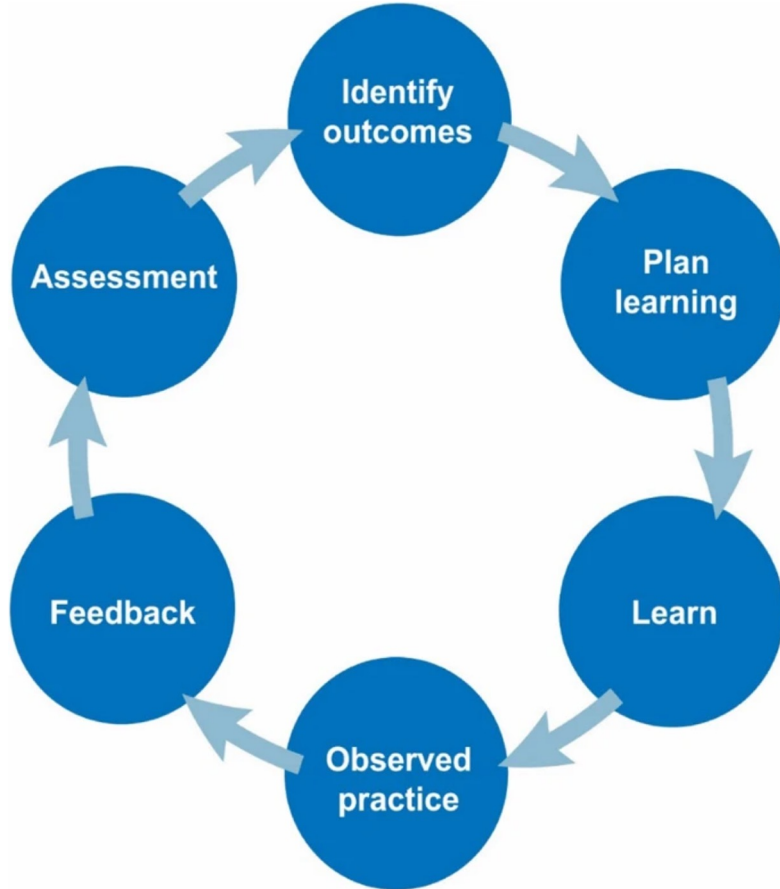 Identify
outcomes
Plan
learning
Learn
Observed
practice
Feedback
Assessment